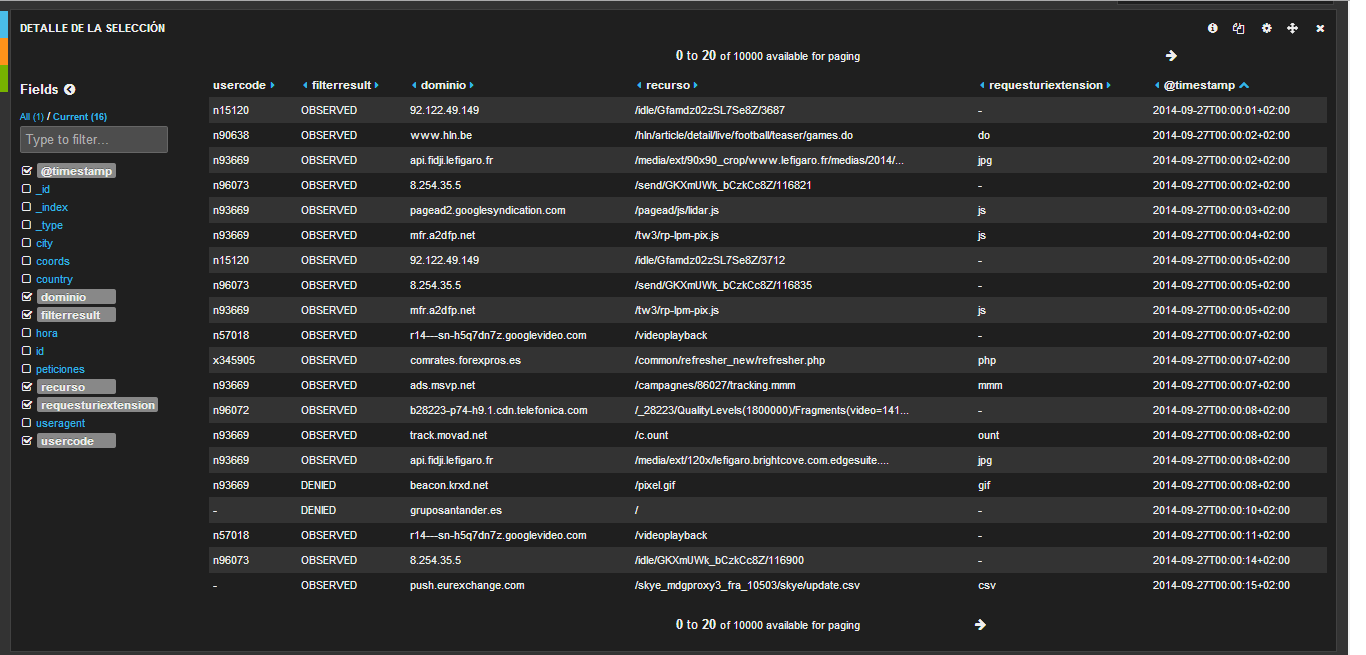 DETALLE DE LA SELECCIÓN
0 to 20 of 10000 available for paging
Fields
All (1) / Current (16)
Type to filter...
@timestamp
_id
_index
_type
city
coords
country
dominio
filterresult
hora
id
peticiones
recurso
requesturiextension
useragent
usercode
usercode filterresult dominio recurso requesturiextension @timestamp
n15120 OBSERVED 92.122.49.149 /idle/Gfamdz02zSL7Se8Z/3687 - 2014-09-27T00:00:01+02:00
n90638 OBSERVED www.hln.be /hln/article/detail/live/football/teaser/games.do do 2014-09-27T00:00:02+02:00
n93669 OBSERVED api.fidji.lefigaro.fr /media/ext/90x90_crop/www.lefigaro.fr/medias/2014/... jpg 2014-09-27T00:00:02+02:00
n96073 OBSERVED 8.254.35.5 /send/GKXmUWk_bCzkCc8Z/116821 - 2014-09-27T00:00:02+02:00
n93669 OBSERVED pagead2.googlesyndication.com /pagead/js/lidar.js js 2014-09-27T00:00:03+02:00
n93669 OBSERVED mfr.a2dfp.net /tw3/rp-lpm-pix.js js 2014-09-27T00:00:04+02:00
n15120 OBSERVED 92.122.49.149 /idle/Gfamdz02zSL7Se8Z/3712 - 2014-09-27T00:00:05+02:00
n96073 OBSERVED 8.254.35.5 /send/GKXmUWk_bCzkCc8Z/116835 - 2014-09-27T00:00:05+02:00
n93669 OBSERVED mfr.a2dfp.net /tw3/rp-lpm-pix.js js 2014-09-27T00:00:05+02:00
n57018 OBSERVED r14---sn-h5q7dn7z.googlevideo.com /videoplayback - 2014-09-27T00:00:07+02:00
x345905 OBSERVED comrates.forexpros.es /common/refresher_new/refresher.php php 2014-09-27T00:00:07+02:00
n93669 OBSERVED ads.msvp.net /campagnes/86027/tracking.mmm mmm 2014-09-27T00:00:07+02:00
n96072 OBSERVED b28223-p74-h9.1.cdn.telefonica.com /_28223/QualityLevels(1800000)/Fragments(video=141... - 2014-09-27T00:00:08+02:00
n93669 OBSERVED track.movad.net /c.ount ount 2014-09-27T00:00:08+02:00
n93669 OBSERVED api.fidji.lefigaro.fr /media/ext/120x/lefigaro.brightcove.com.edgesuite.... jpg 2014-09-27T00:00:08+02:00
n93669 DENIED beacon.krxd.net /pixel.gif gif 2014-09-27T00:00:08+02:00
- DENIED gruposantander.es / - 2014-09-27T00:00:10+02:00
n57018 OBSERVED r14---sn-h5q7dn7z.googlevideo.com /videoplayback - 2014-09-27T00:00:11+02:00
n96073 OBSERVED 8.254.35.5 /idle/GKXmUWk_bCzkCc8Z/116900 - 2014-09-27T00:00:14+02:00
- OBSERVED push.eurexchange.com /skye_mdgproxy3_fra_10503/skye/update.csv csv 2014-09-27T00:00:15+02:00
0 to 20 of 10000 available for paging